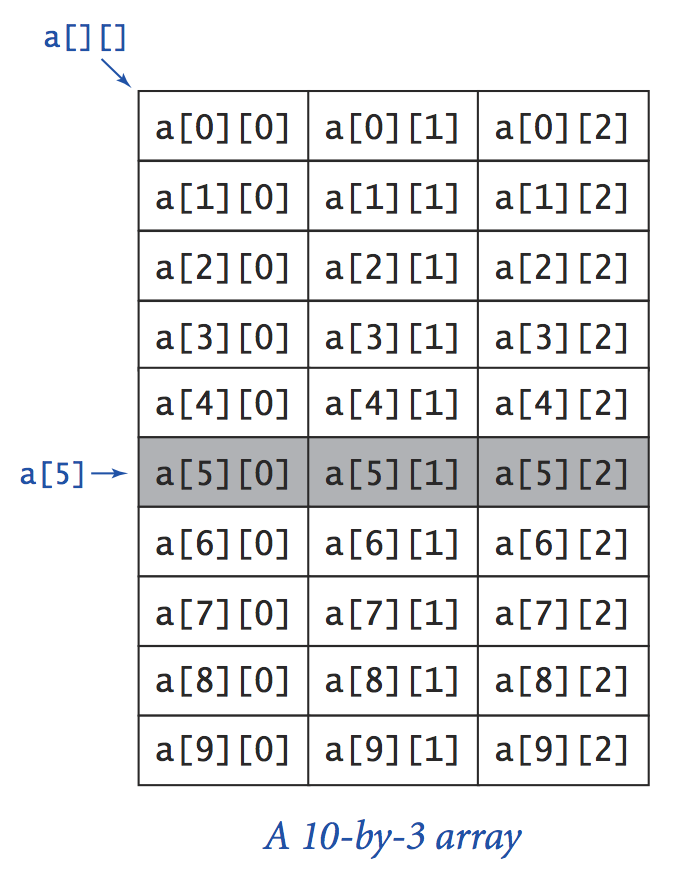 a[][]
a[0][0] a[0][1] a[0][2]
a[1][0] a[1][1] a[1][2]
a[2][0] a[2][1] a[2][2]
a[3][0] a[3][1] a[3][2]
a[4][0] a[4][1] a[4][2]
a[5] a[5][0] a[5][1] a[5][2]
a[6][0] a[6][1] a[6][2]
a[7][0] a[7][1] a[7][2]
a[8][0] a[8][1] a[8][2]
a[9][0] a[9][1] a[9][2]
A 10-by-3 array